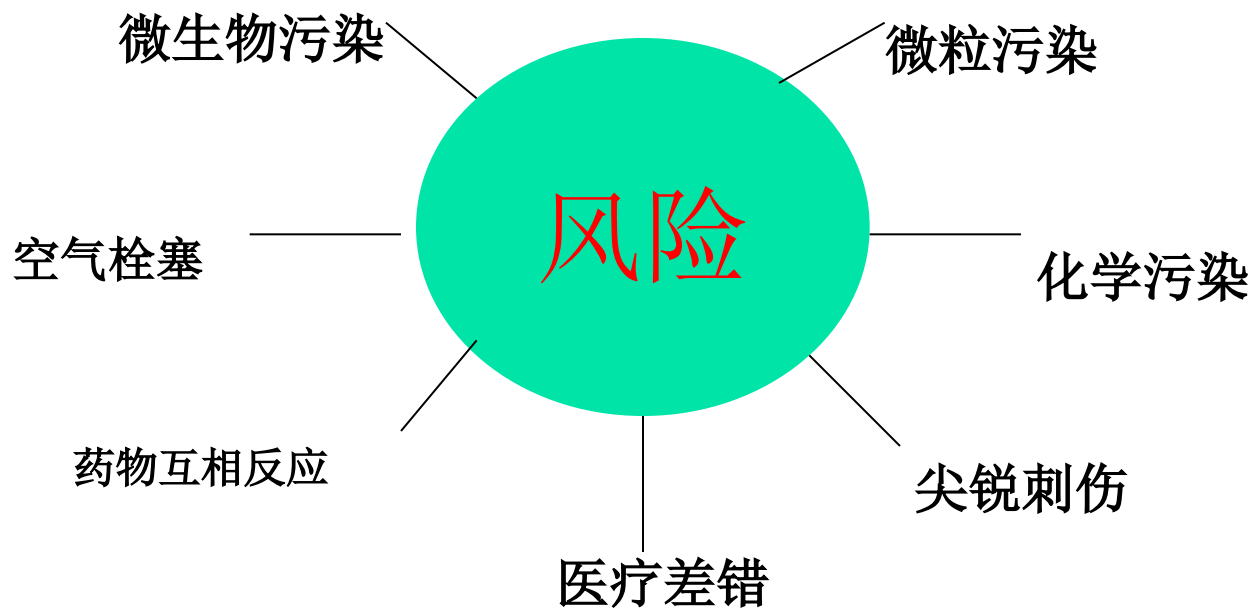 微生物污染
微粒污染
风险
空气栓塞
化学污染
药物互相反应
尖锐刺伤
医疗差错